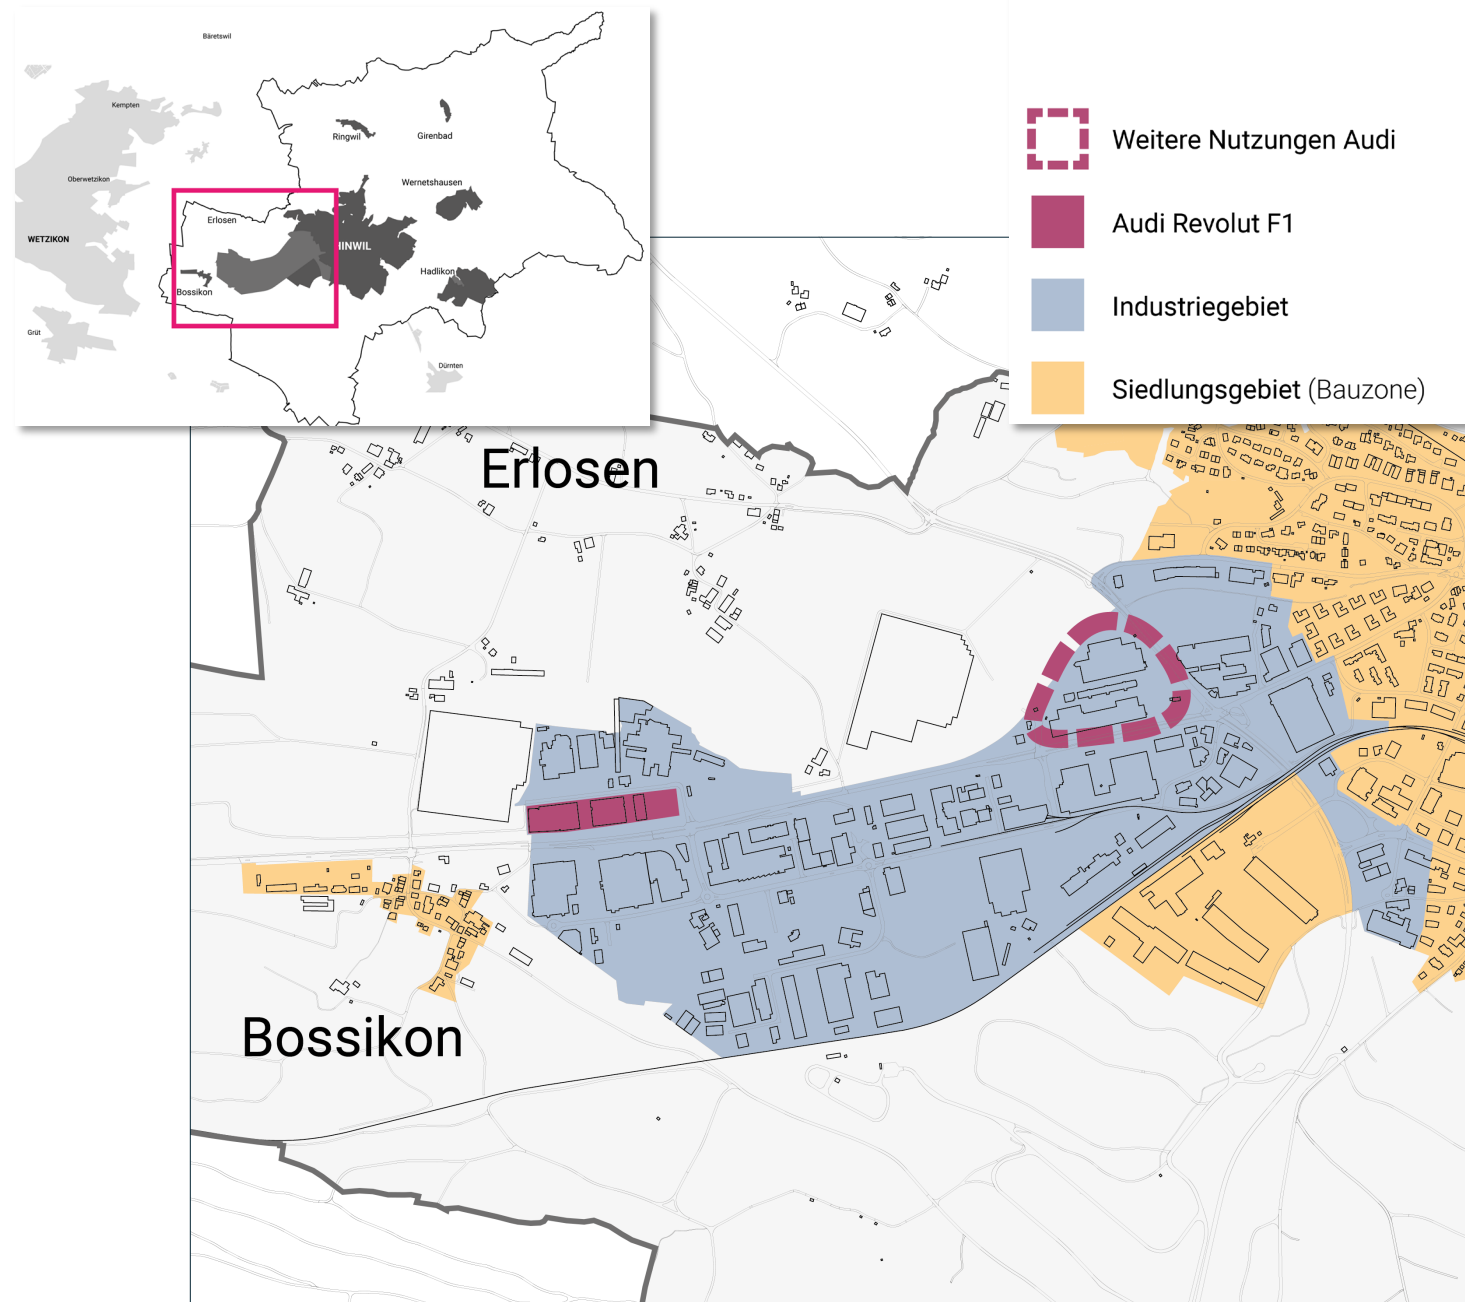 Bäretswil
Kempten
Ringwil
Girenbad
Oberwetzikon
Wernetshausen
Erlosen
WETZIKON
HINWIL
Hadlikon
Bossikon
Grüt
Dürnten
Weitere Nutzungen Audi
Audi Revolut F1
Industriegebiet
Siedlungsgebiet (Bauzone)
Erlosen
Bossikon